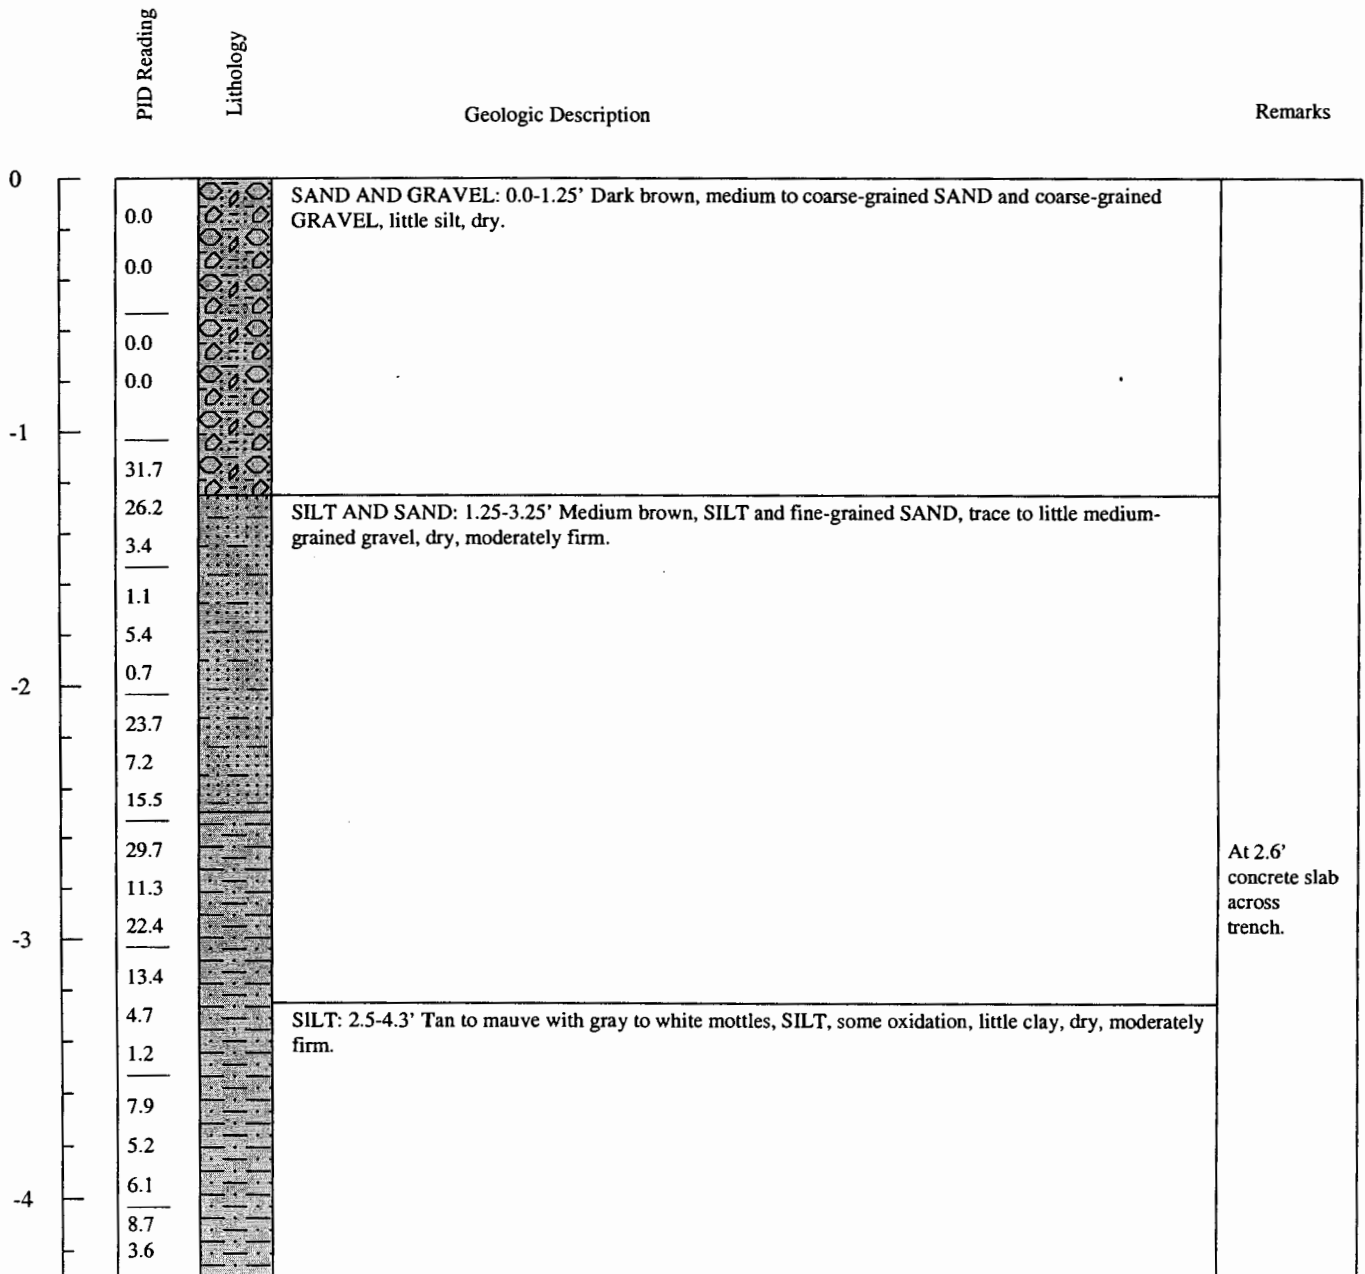 PID Reading
Lithology
Geologic Description
Remarks
0
SAND AND GRAVEL: 0.0-1.25’ Dark brown, medium to coarse-grained SAND and coarse-grained
GRAVEL, little silt, dry.
0.0
0.0
0.0
0.0
-1
31.7
26.2
SILT AND SAND: 1.25-3.25’ Medium brown, SILT and fine-grained SAND, trace to little medium-
grained gravel, dry, moderately firm.
3.4
1.1
5.4
0.7
-2
23.7
7.2
15.5
29.7
At 2.6’
concrete slab
across
trench.
11.3
22.4
-3
13.4
4.7
SILT: 2.5-4.3’ Tan to mauve with gray to white mottles, SILT, some oxidation, little clay, dry, moderately
firm.
1.2
7.9
5.2
6.1
-4
8.7
3.6